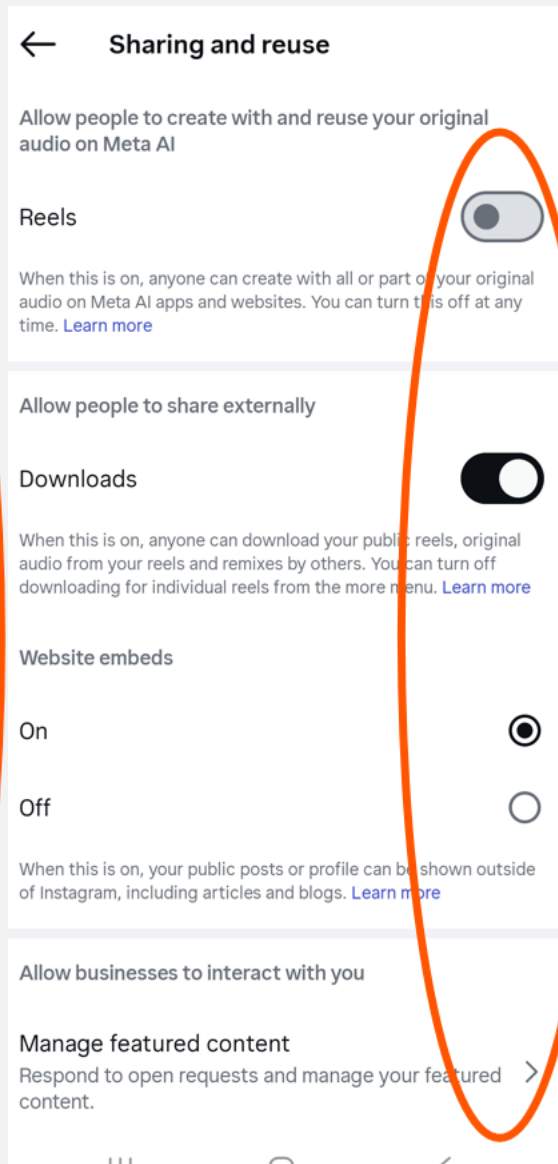 Sharing and reuse
Allow people to create with and reuse your original
audio on Meta AI
Reels
When this is on, anyone can create with all or part of your original
audio on Meta AI apps and websites. You can turn this off at any
time. Learn more
Allow people to share externally
Downloads
When this is on, anyone can download your public reels, original
audio from your reels and remixes by others. You can turn off
downloading for individual reels from the more menu. Learn more
Website embeds
On
Off
When this is on, your public posts or profile can be shown outside
of Instagram, including articles and blogs. Learn more
Allow businesses to interact with you
Manage featured content
Respond to open requests and manage your featured
content.